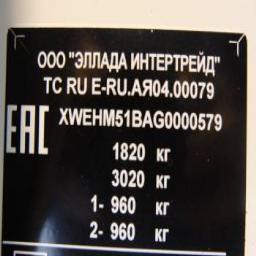 ООО "ЭЛЛАДА ИНТЕРТРЕЙД"
ТС RU Е-RU.АЯ04.00079
EAC
XWEHM51BAG0000579
1820 кг
3020 кг
1- 960 кг
2- 960 кг